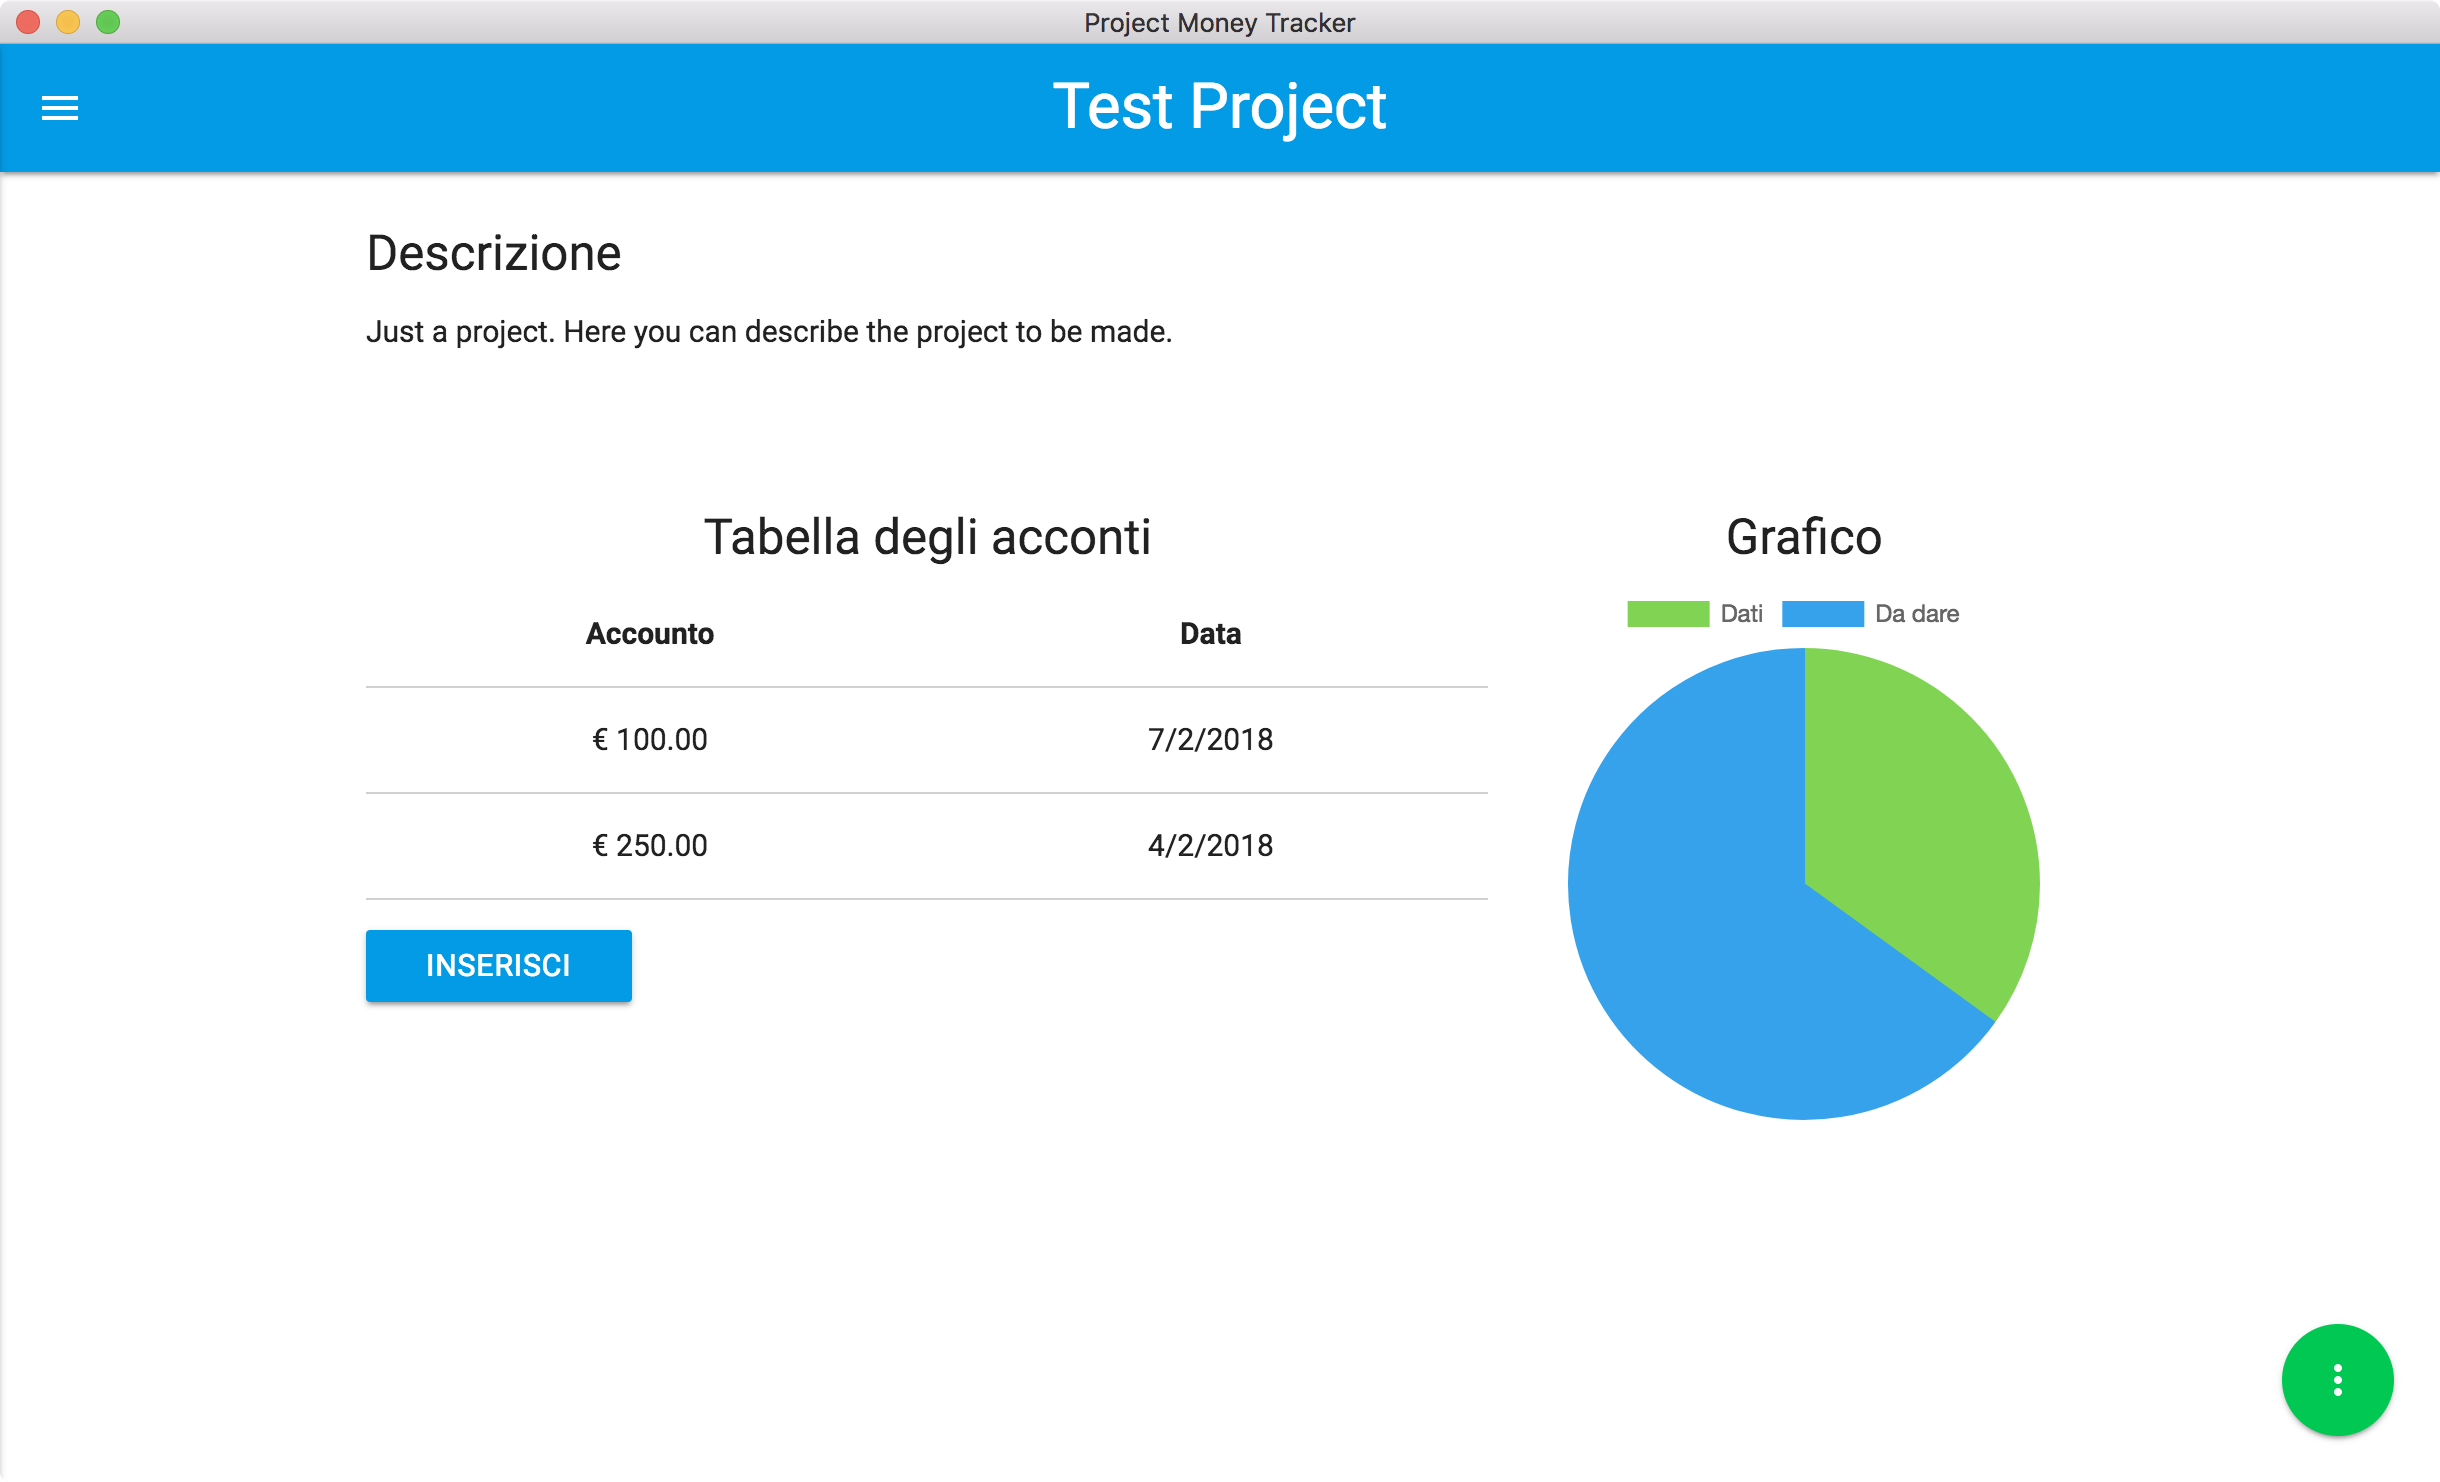 Project Money Tracker
Test Project
Descrizione
Just a project. Here you can describe the project to be made.
Tabella degli acconti
Accounto Data
€ 100.00 7/2/2018
€ 250.00 4/2/2018
INSERISCI
Grafico
Dati Da dare